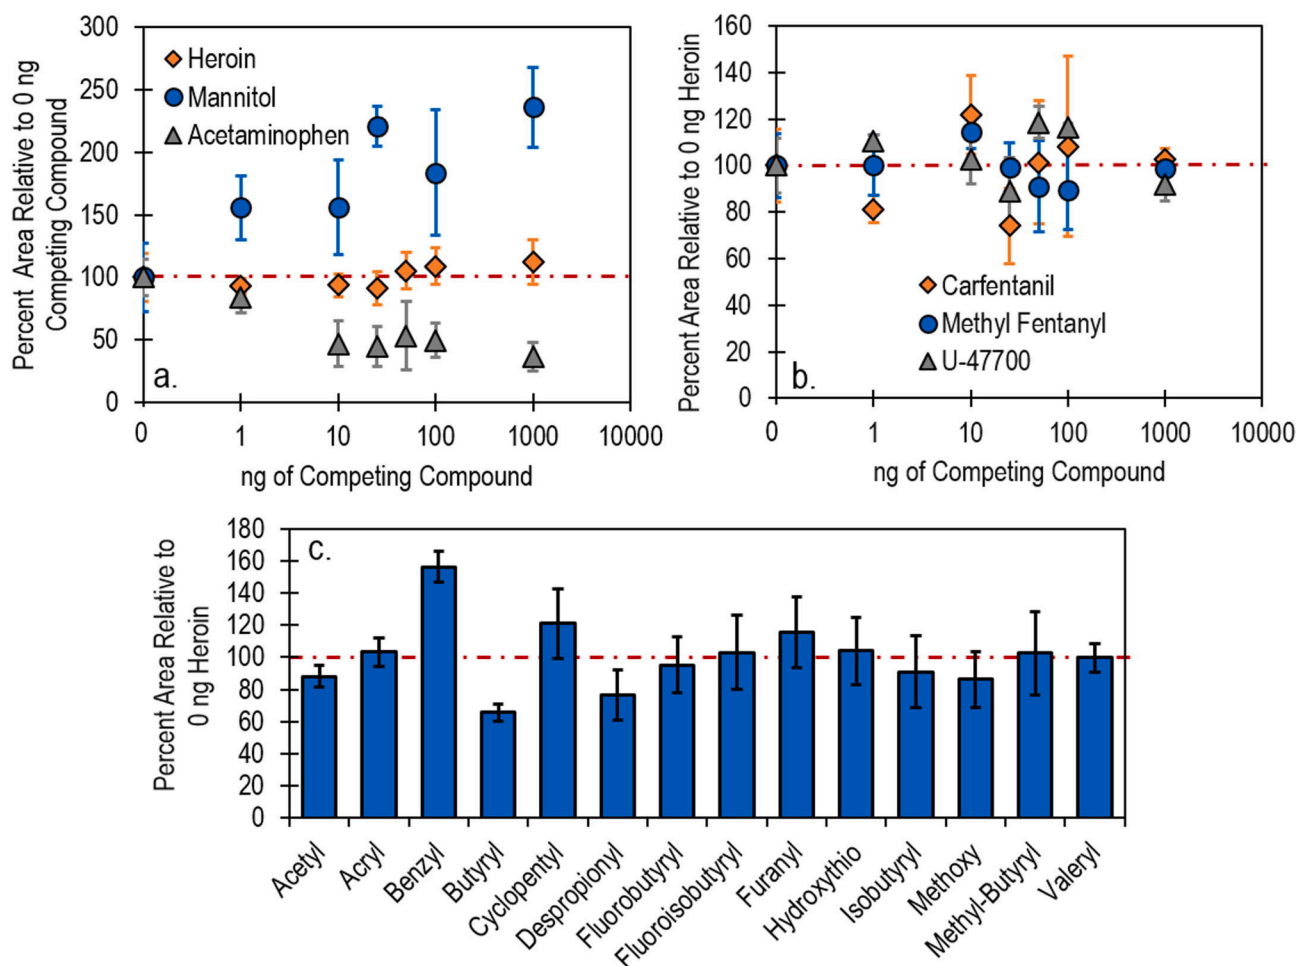 Percent Area Relative to 0 ng
Competing Compound
300
250
200
150
100
50
0
Heroin
Mannitol
Acetaminophen
a.
0 1 10 100 1000 10000
ng of Competing Compound
Percent Area Relative to 0 ng Heroin
160
140
120
100
80
60
40
20
0
Carfentanil
Methyl Fentanyl
U-47700
b.
0 1 10 100 1000 10000
ng of Competing Compound
Percent Area Relative to
0 ng Heroin
180
160
140
120
100
80
60
40
20
0
c.
Acetyl
Acryl
Benzyl
Butyryl
Cyclopentyl
Despropionyl
Fluorobutyryl
Fluoroisobutyryl
Furanyl
Hydroxythio
Isobutyryl
Methoxy
Methyl-Butyryl
Valeryl